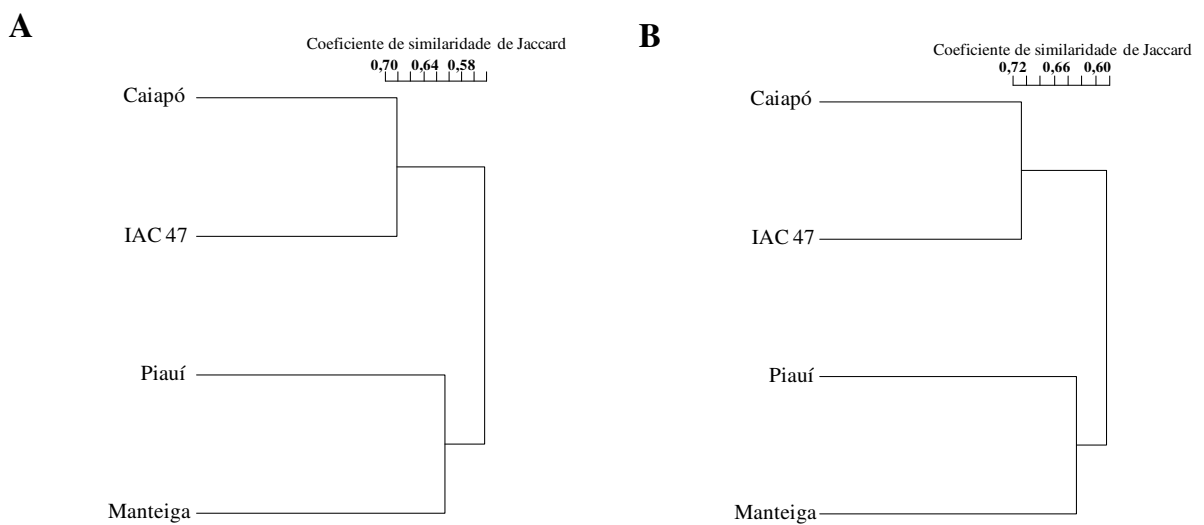 A
Coeficiente de similaridade de Jaccard
0,70 0,64 0,58
Caiapó
IAC 47
Piauí
Manteiga
B
Coeficiente de similaridade de Jaccard
0,72 0,66 0,60
Caiapó
IAC 47
Piauí
Manteiga